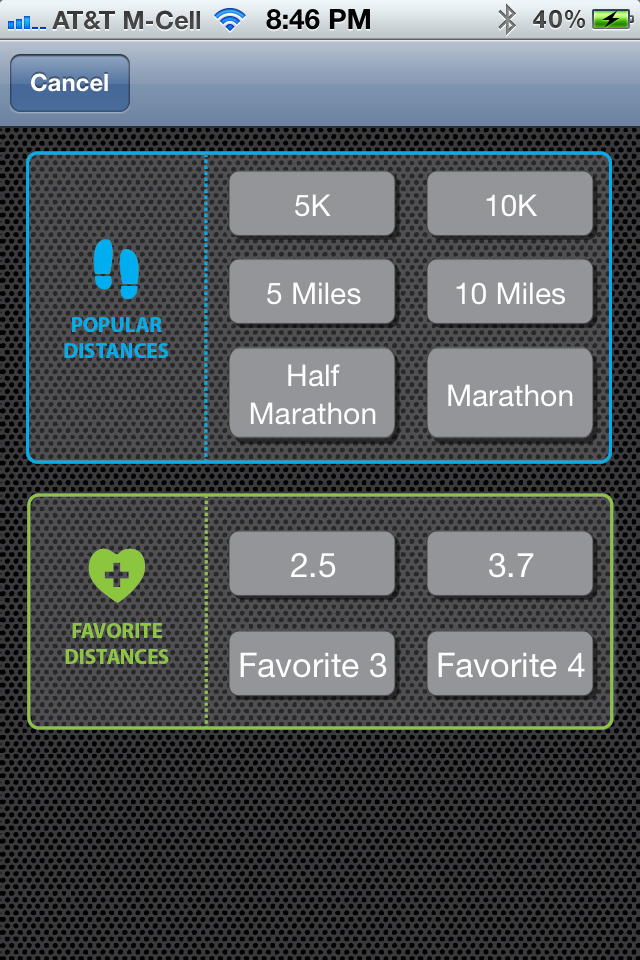 AT&T M-Cell 8:46 PM 40%
Cancel
5K 10K
5 Miles 10 Miles
POPULAR
DISTANCES
Half
Marathon
Marathon
2.5 3.7
FAVORITE
DISTANCES
Favorite 3 Favorite 4